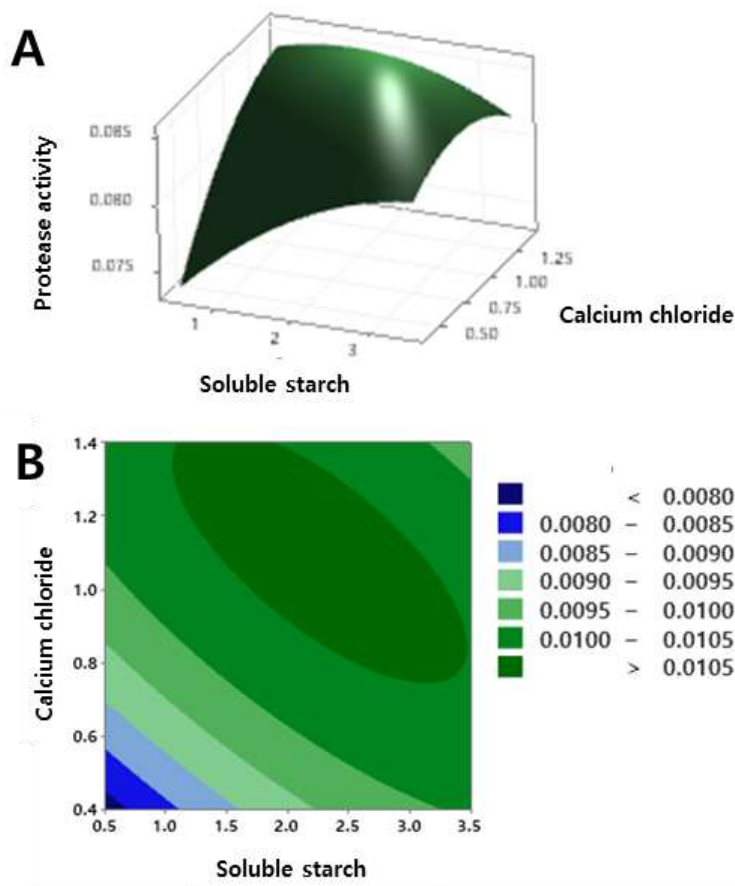 A
Protease activity
0.085
0.080
0.075
1
2
3
0.50
0.75
1.00
1.25
Soluble starch
Calcium chloride
B
Calcium chloride
1.4
1.2
1.0
0.8
0.6
0.4
0.5 1.0 1.5 2.0 2.5 3.0 3.5
Soluble starch
< 0.0080
0.0080 – 0.0085
0.0085 – 0.0090
0.0090 – 0.0095
0.0095 – 0.0100
0.0100 – 0.0105
> 0.0105